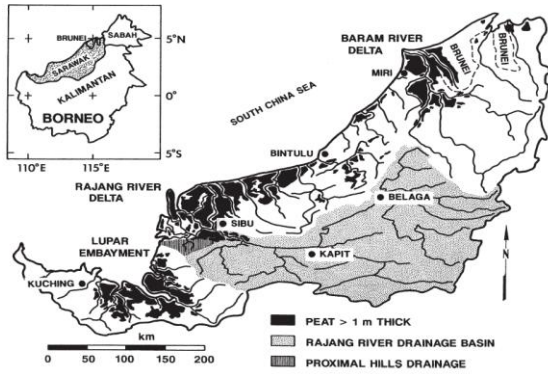 BRUNEI
SABAH
SARAWAK
KALIMANTAN
BORNEO
5°N
0°
5°S
110°E
115°E
BARAM RIVER
DELTA
BRUNEI
BRUNEI
MIRI
SOUTH CHINA SEA
BINTULU
RAJANG RIVER
DELTA
BELAGA
SIBU
LUPAR
EMBAYMENT
KAPIT
KUCHING
N
km
0 50 100 150 200
PEAT > 1 m THICK
RAJANG RIVER DRAINAGE BASIN
PROXIMAL HILLS DRAINAGE